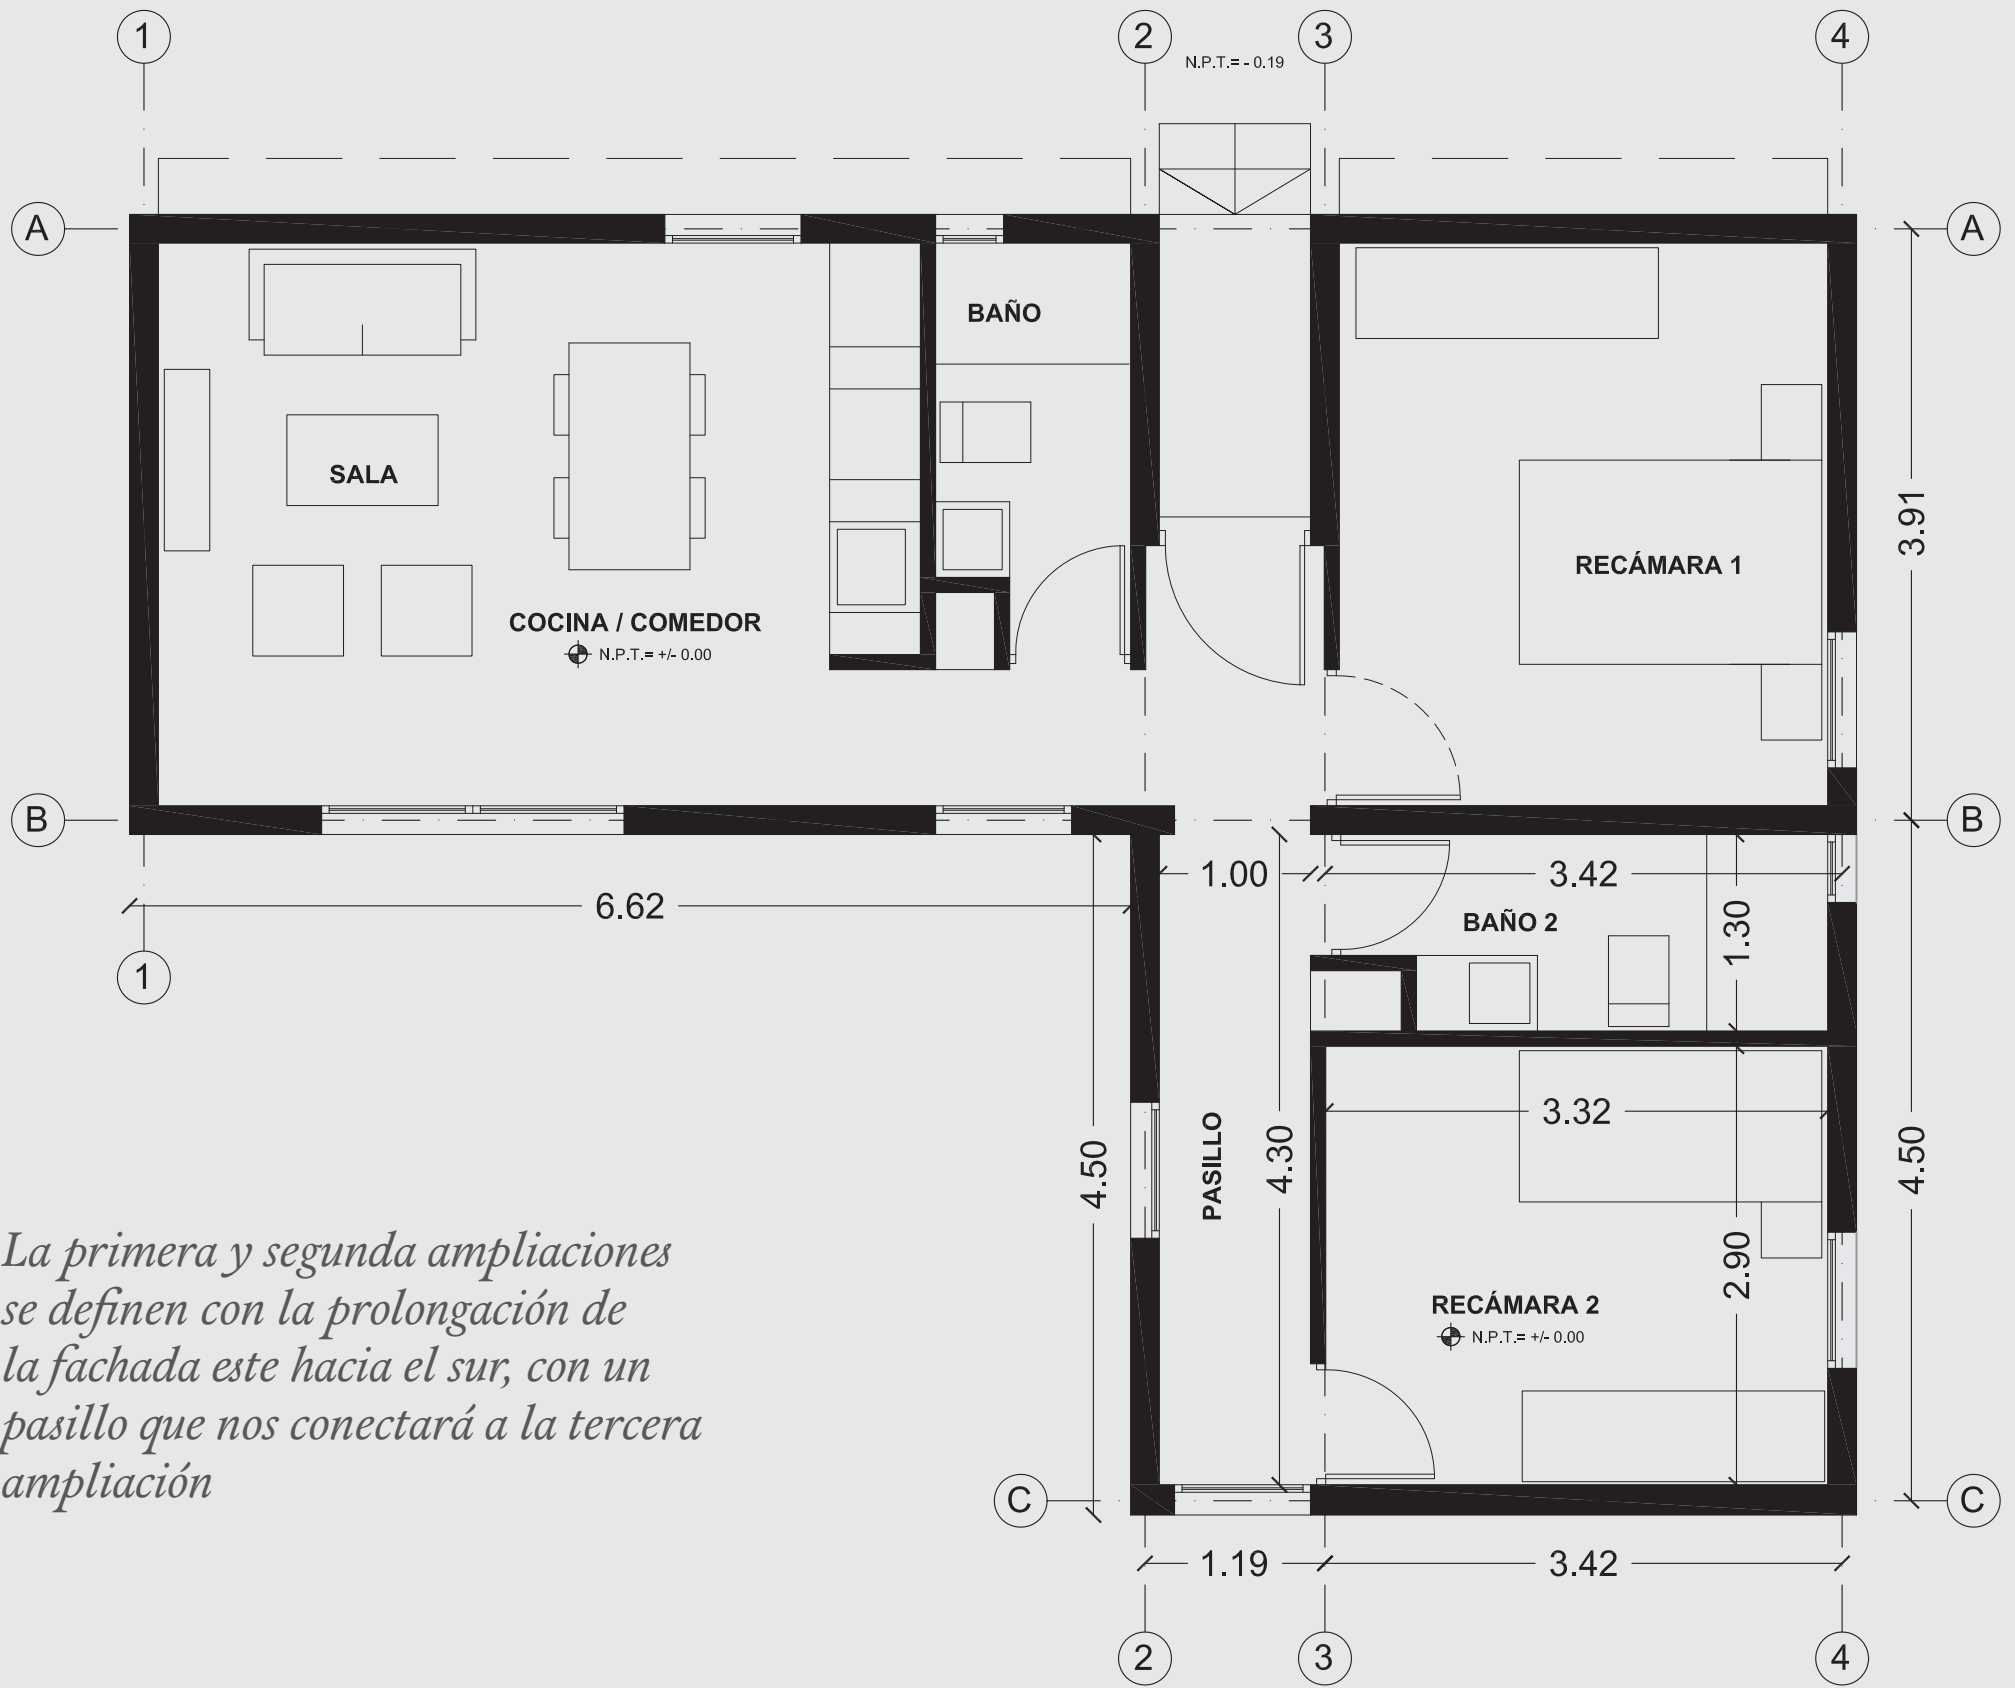 1
2
3
4
N.P.T.= - 0.19
A
A
BAÑO
SALA
3.91
RECÁMARA 1
COCINA / COMEDOR
N.P.T.= +/- 0.00
B
B
1.00
3.42
6.62
BAÑO 2
1.30
1
3.32
PASILLO
4.30
4.50
4.50
2.90
La primera y segunda ampliaciones
se definen con la prolongación de
la fachada este hacia el sur, con un
pasillo que nos conectará a la tercera
ampliación
RECÁMARA 2
N.P.T.= +/- 0.00
C
C
1.19
3.42
2
3
4